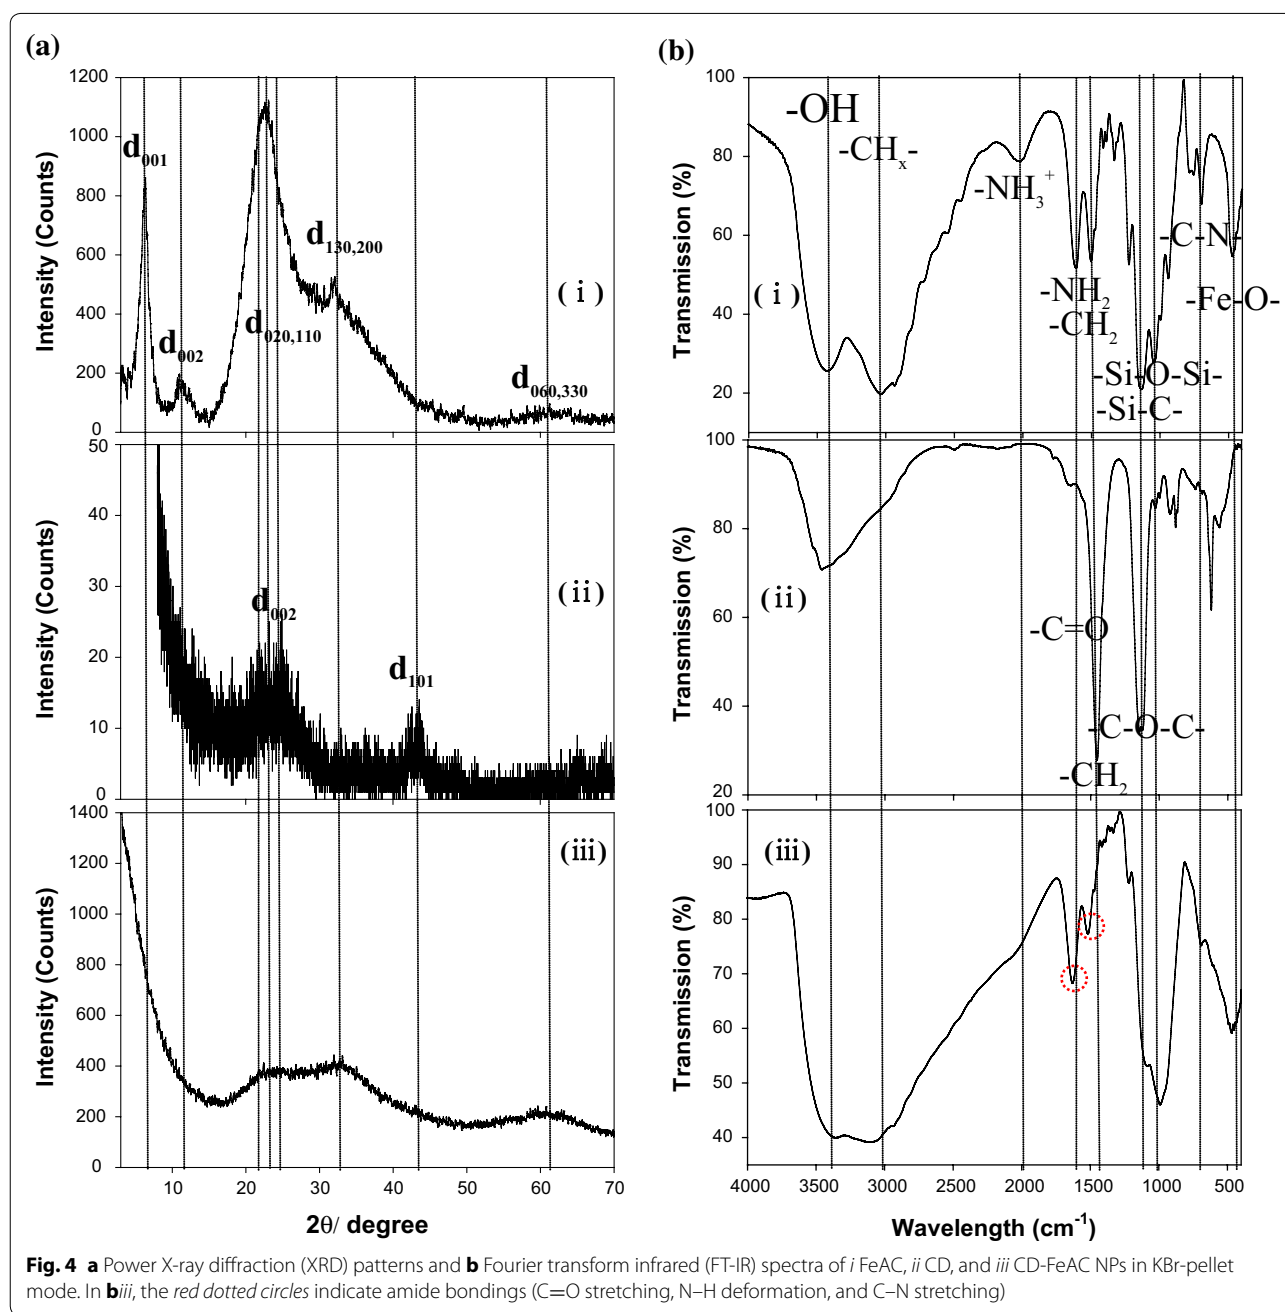 (a)
1200
1000
800
600
400
200
0
Intensity (Counts)
d001
d002
d020,110
d130,200
d060,330
(i)
50
40
30
20
10
0
Intensity (Counts)
d002
d101
(ii)
1400
1200
1000
800
600
400
200
0
Intensity (Counts)
(iii)
10 20 30 40 50 60 70
2θ/ degree
(b)
100
80
60
40
20
Transmission (%)
-OH
-CHx-
-NH3+
-C-N-
-NH2
-Fe-O-
-CH2
-Si-O-Si-
-Si-C-
(i)
100
80
60
40
20
Transmission (%)
(ii)
-C=O
-C-O-C-
-CH2
100
90
80
70
60
50
40
Transmission (%)
(iii)
4000 3500 3000 2500 2000 1500 1000 500
Wavelength (cm-1)
Fig. 4 a Power X-ray diffraction (XRD) patterns and b Fourier transform infrared (FT-IR) spectra of i FeAC, ii CD, and iii CD-FeAC NPs in KBr-pellet
mode. In biii, the red dotted circles indicate amide bondings (C=O stretching, N–H deformation, and C–N stretching)